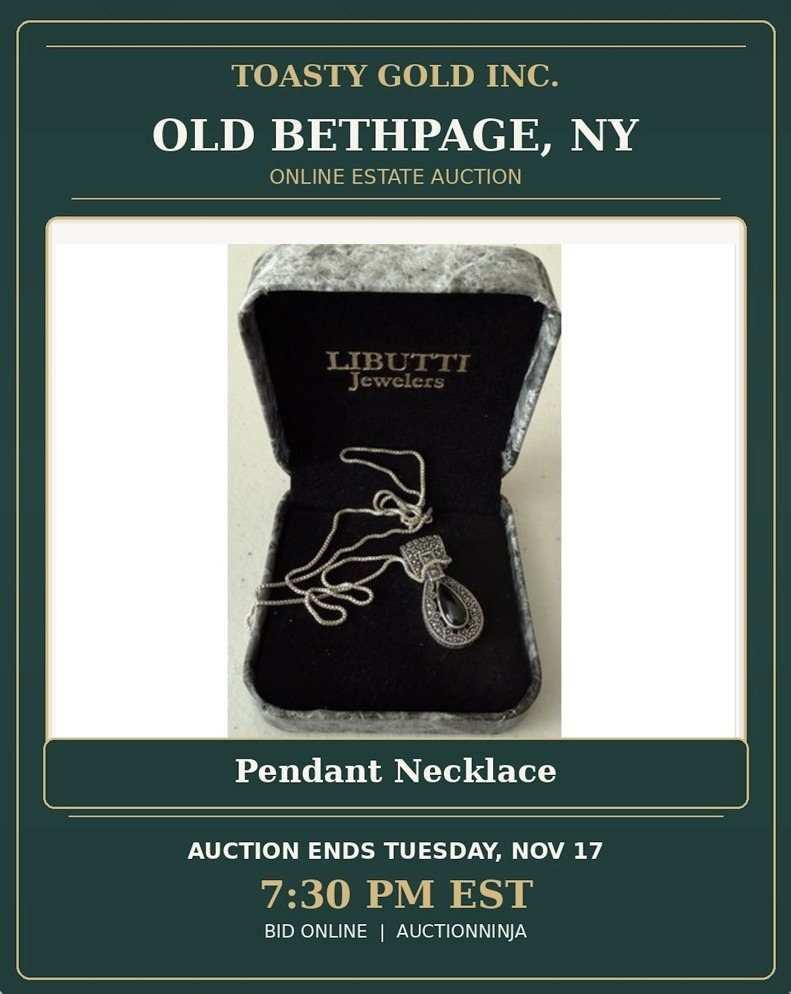 TOASTY GOLD INC.
OLD BETHPAGE, NY
ONLINE ESTATE AUCTION
LIBUTTI
Jewelers
Pendant Necklace
AUCTION ENDS TUESDAY, NOV 17
7:30 PM EST
BID ONLINE | AUCTIONNINJA